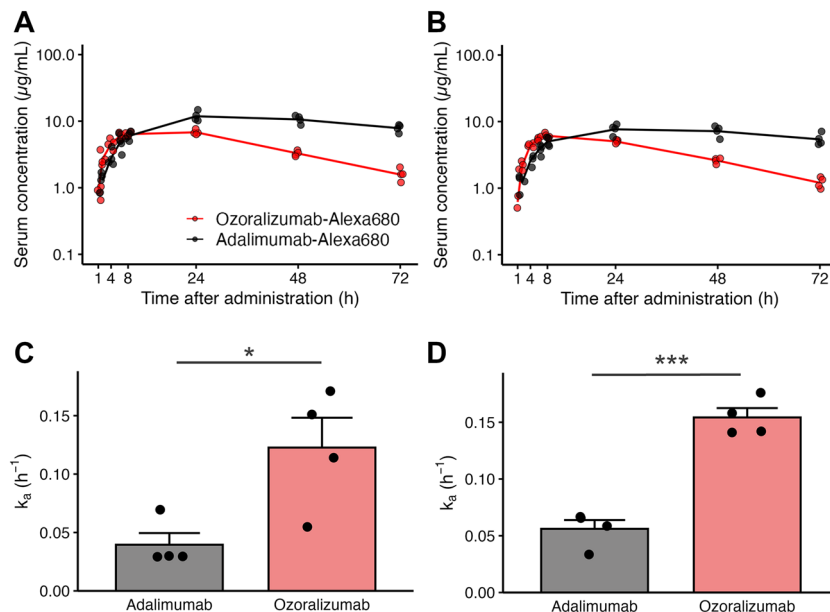 A
Serum concentration (µg/mL)
100.0
10.0
1.0
0.1
Ozoralizumab-Alexa680
Adalimumab-Alexa680
1 4 8 24 48 72
Time after administration (h)
B
Serum concentration (µg/mL)
100.0
10.0
1.0
0.1
1 4 8 24 48 72
Time after administration (h)
C
*
ka (h⁻¹)
0.15
0.10
0.05
0.00
Adalimumab Ozoralizumab
D
***
ka (h⁻¹)
0.15
0.10
0.05
0.00
Adalimumab Ozoralizumab